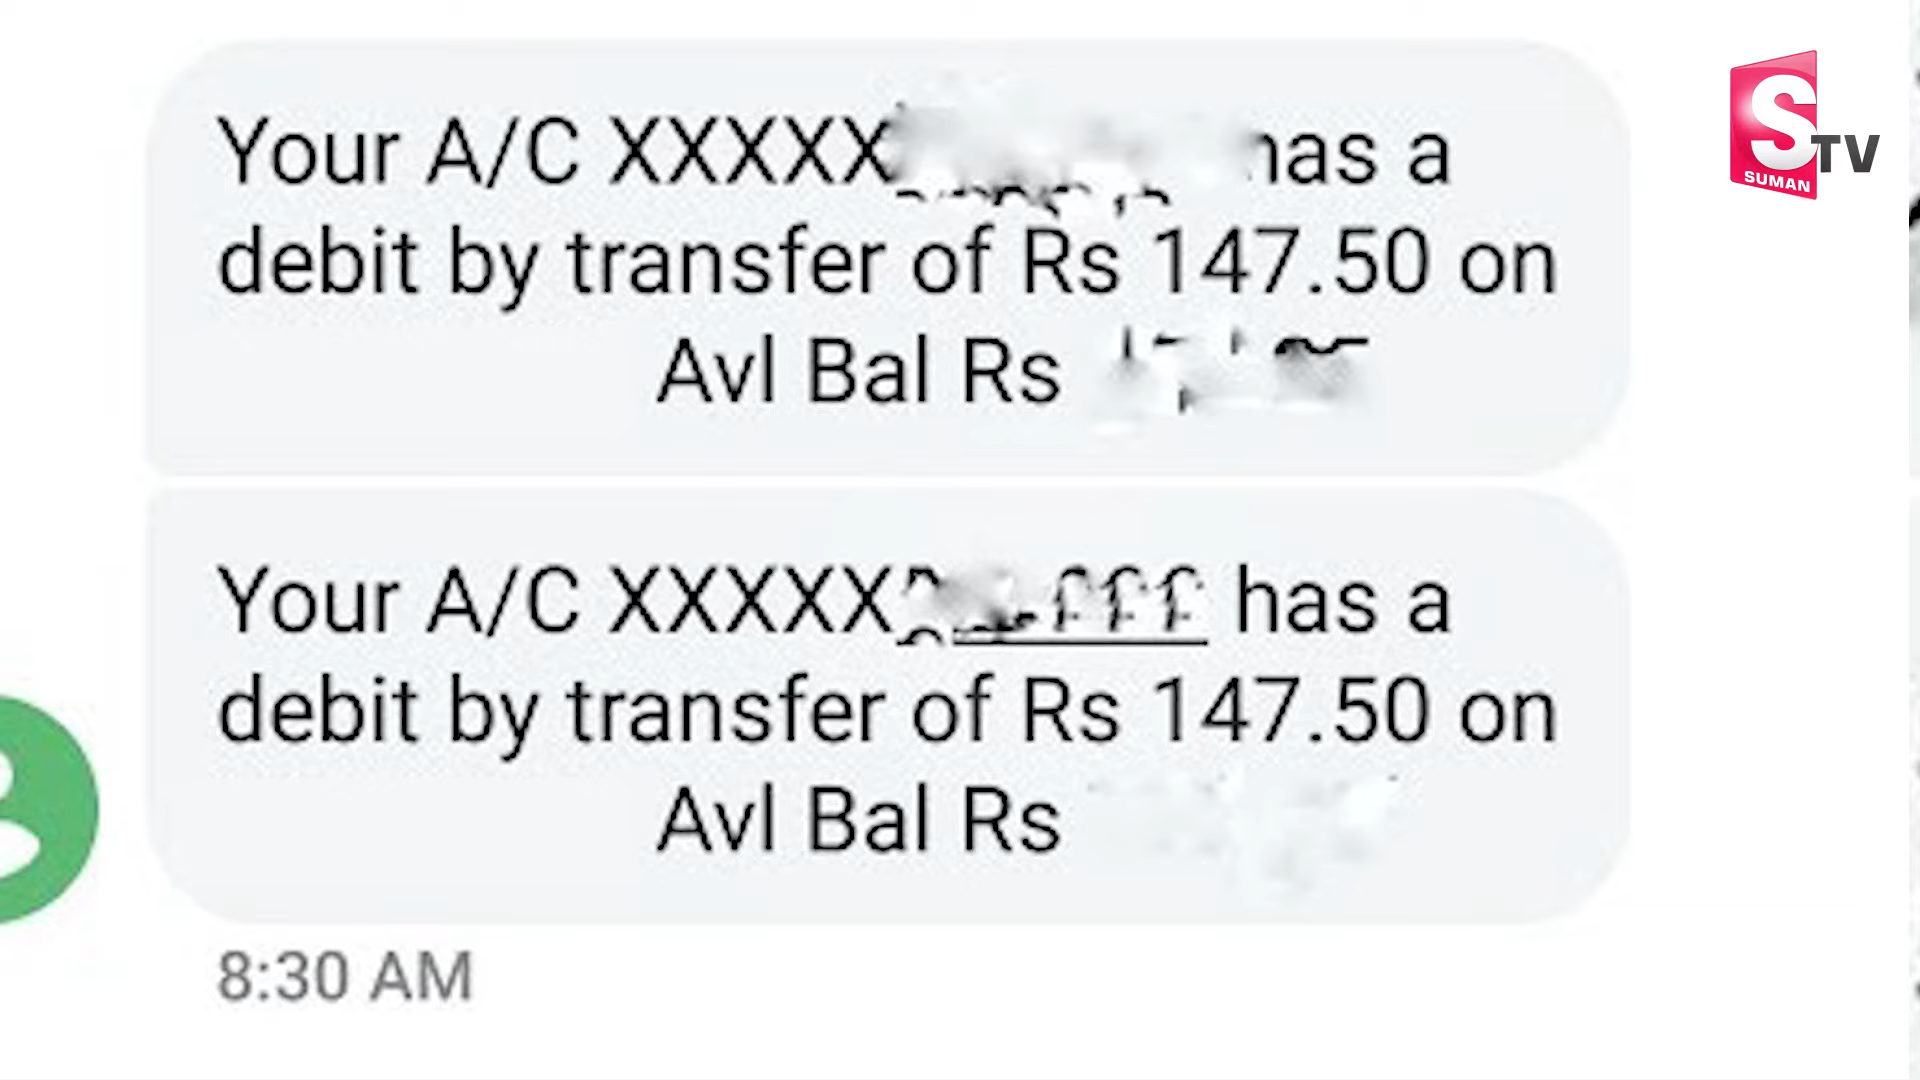 Your A/C XXXXX has a
debit by transfer of Rs 147.50 on
Avl Bal Rs
Your A/C XXXXX has a
debit by transfer of Rs 147.50 on
Avl Bal Rs
8:30 AM
S TV
SUMAN